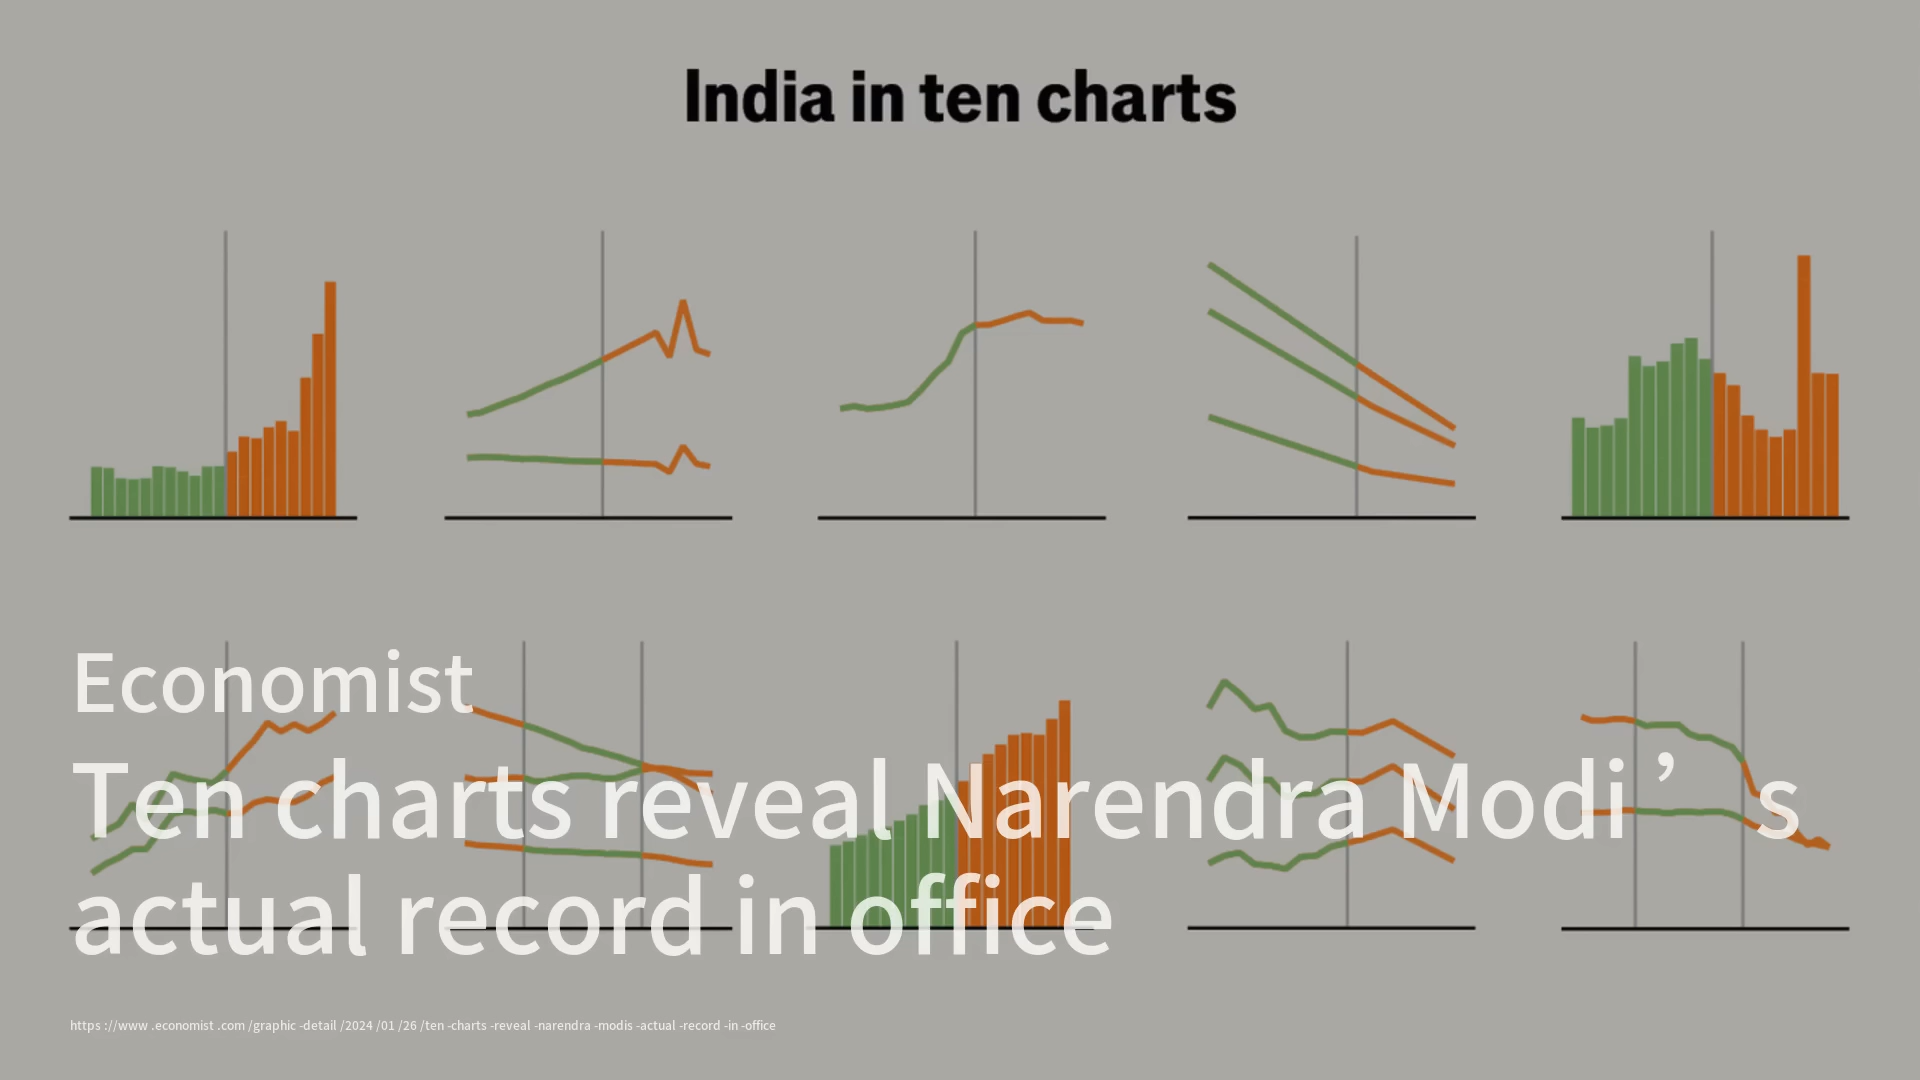 India in ten charts
Economist
Ten charts reveal Narendra Modi’s
actual record in office
https ://www .economist .com /graphic -detail /2024 /01 /26 /ten -charts -reveal -narendra -modis -actual -record -in -office